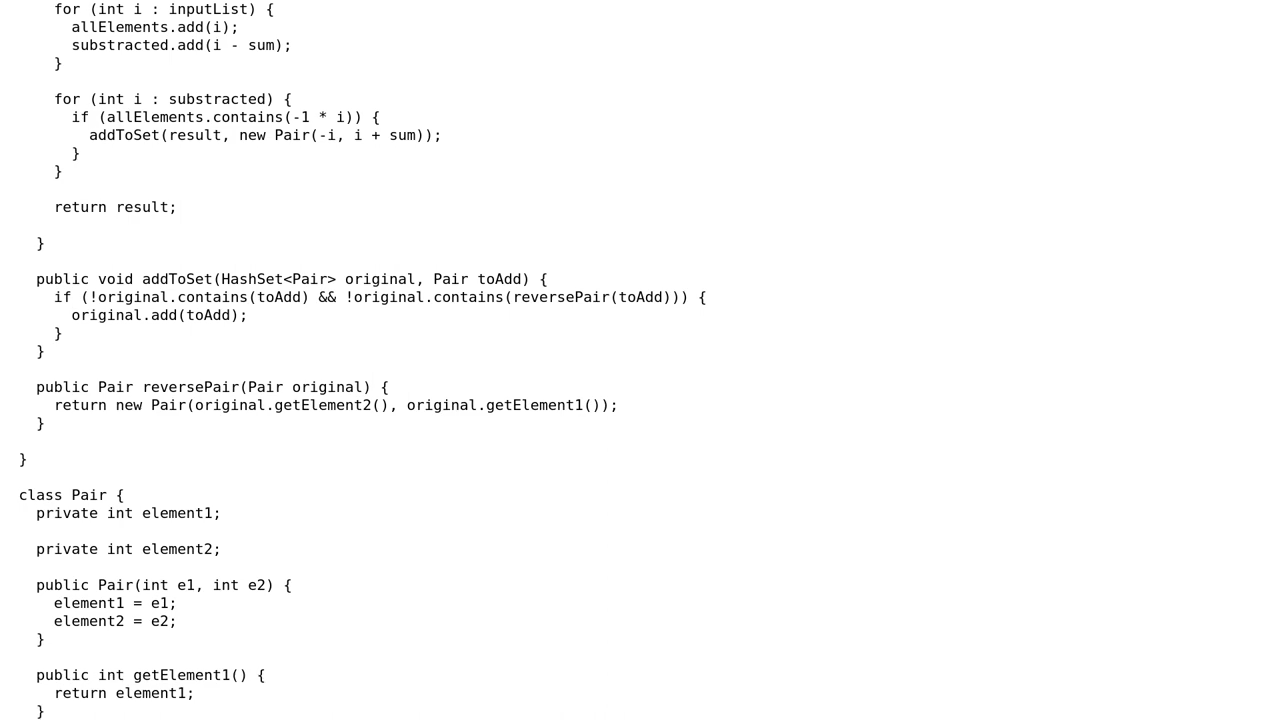 for (int i : inputList) {
allElements.add(i);
substracted.add(i - sum);
}
for (int i : substracted) {
if (allElements.contains(-1 * i)) {
addToSet(result, new Pair(-i, i + sum));
}
}
return result;
}
public void addToSet(HashSet<Pair> original, Pair toAdd) {
if (!original.contains(toAdd) && !original.contains(reversePair(toAdd))) {
original.add(toAdd);
}
}
public Pair reversePair(Pair original) {
return new Pair(original.getElement2(), original.getElement1());
}
}
class Pair {
private int element1;
private int element2;
public Pair(int e1, int e2) {
element1 = e1;
element2 = e2;
}
public int getElement1() {
return element1;
}